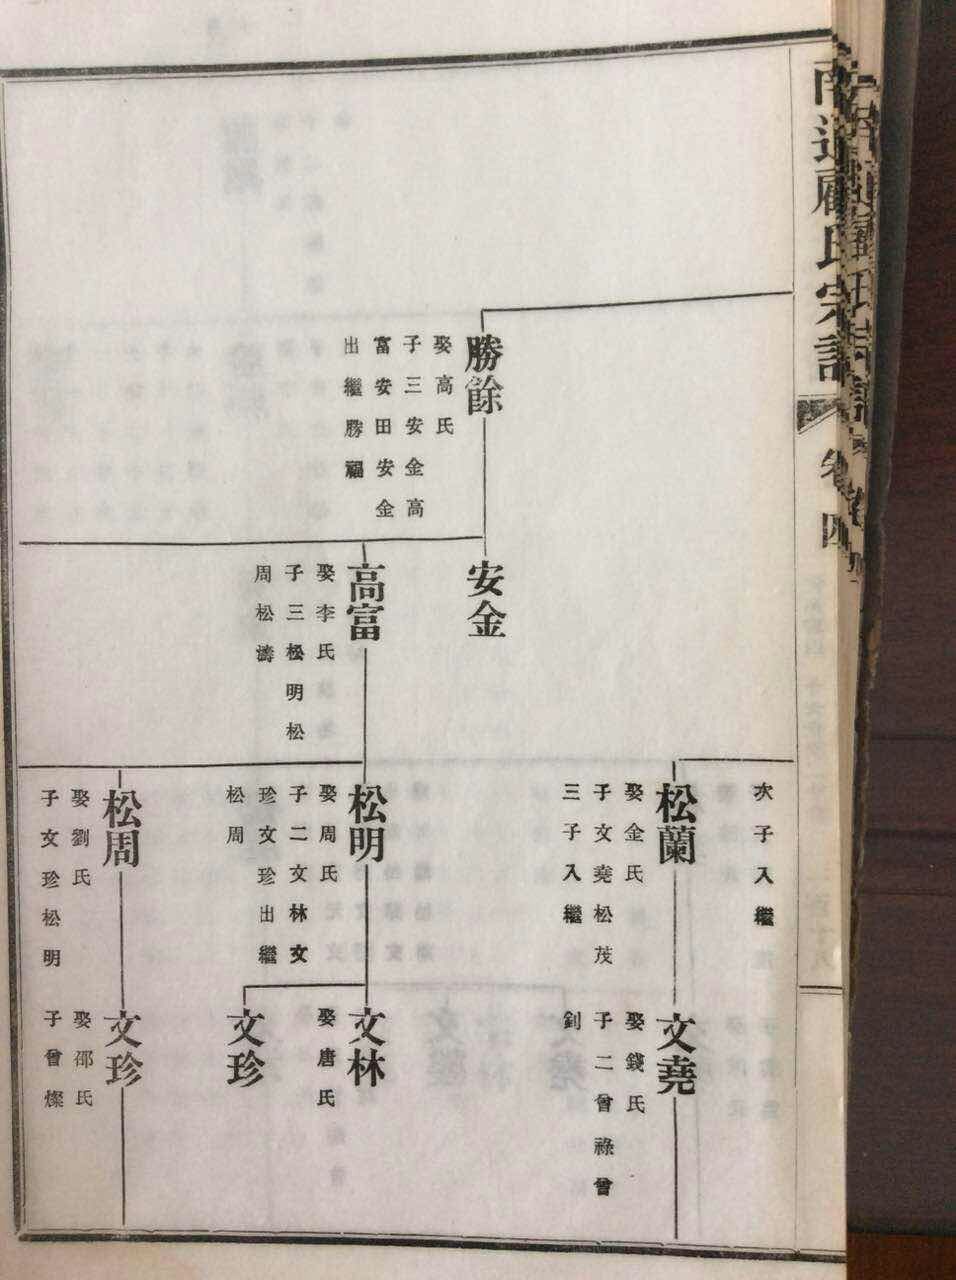 南通顧氏宗譜
卷四
勝餘
娶高氏
子三安金高
富安田安金
出繼勝福
安金
高富
娶李氏
子三松明松
周松濤
次子入繼
松蘭
娶金氏
子文堯松茂
三子入繼
松明
娶周氏
子二文林文
珍文珍出繼
松周
松周
娶劉氏
子文珍松明
文堯
娶錢氏
子二曾祿曾
釗
文林
娶唐氏
文珍
文珍
娶邵氏
子曾燦